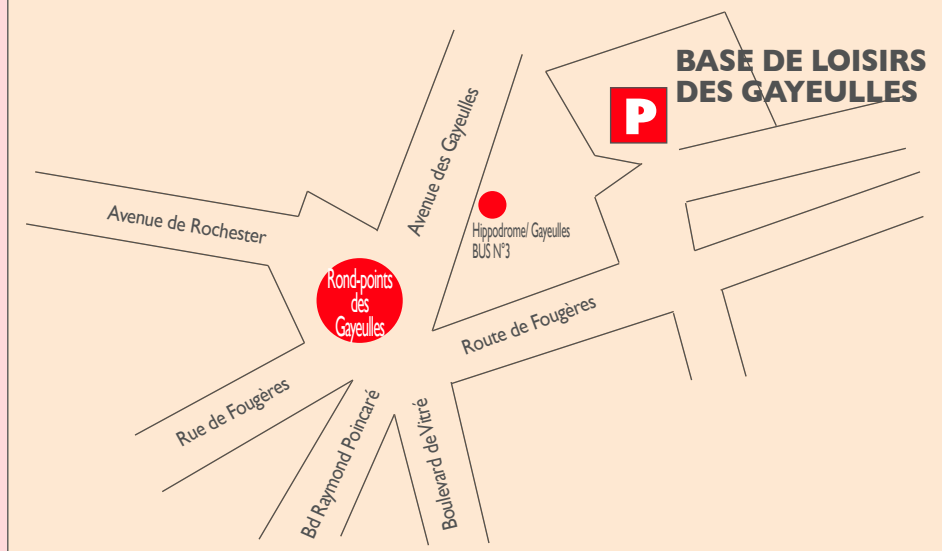 BASE DE LOISIRS
DES GAYEULLES
P
Avenue des Gayeulles
Avenue de Rochester
Hippodrome/ Gayeulles
BUS N°3
Rond-points
des
Gayeulles
Route de Fougères
Rue de Fougères
Bd Raymond Poincaré
Boulevard de Vitré